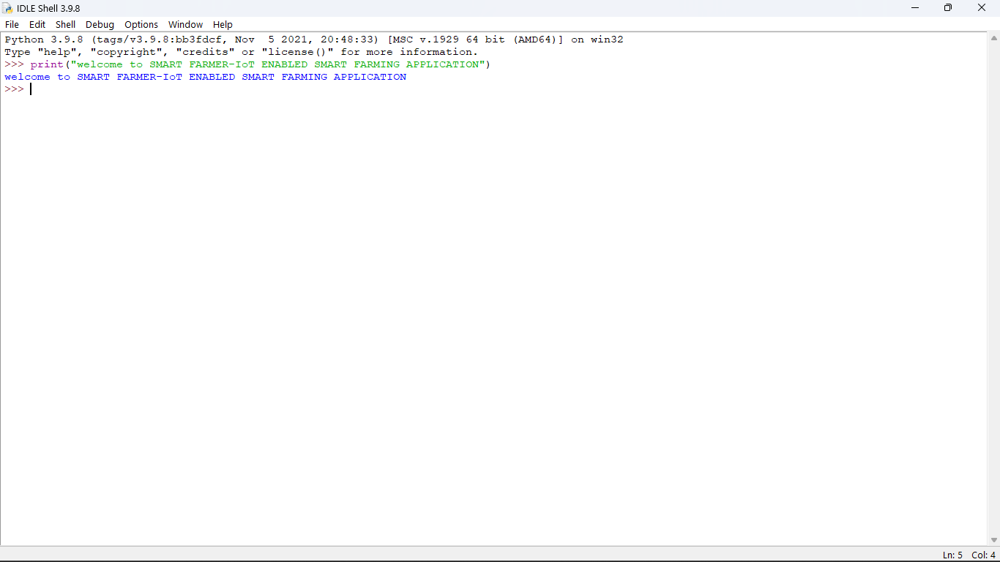 IDLE Shell 3.9.8
File Edit Shell Debug Options Window Help
Python 3.9.8 (tags/v3.9.8:bb3fdcf, Nov  5 2021, 20:48:33) [MSC v.1929 64 bit (AMD64)] on win32
Type "help", "copyright", "credits" or "license()" for more information.
>>> print("welcome to SMART FARMER-IoT ENABLED SMART FARMING APPLICATION")
welcome to SMART FARMER-IoT ENABLED SMART FARMING APPLICATION
>>>
Ln: 5 Col: 4